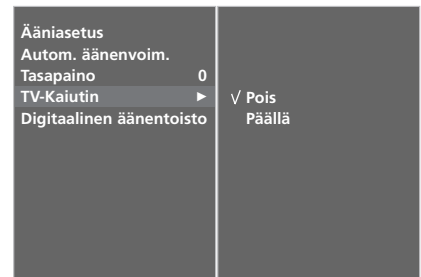 Ääniasetus
Autom. äänenvoim.
Tasapaino 0
TV-Kaiutin ►
Digitaalinen äänentoisto
√ Pois
Päällä